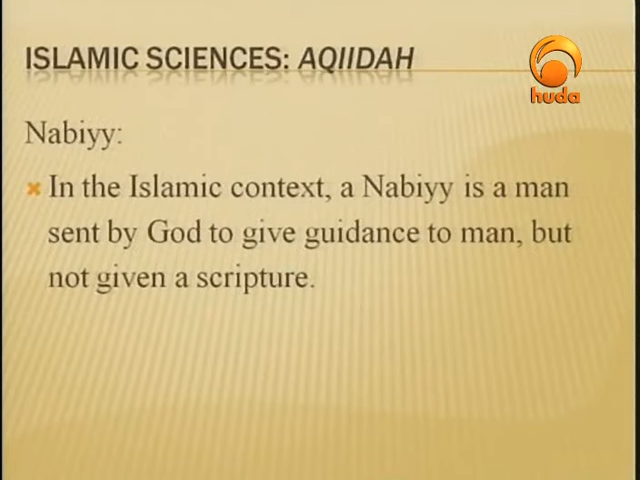 ISLAMIC SCIENCES: AQIIDAH
huda
Nabiyy:
In the Islamic context, a Nabiyy is a man
sent by God to give guidance to man, but
not given a scripture.